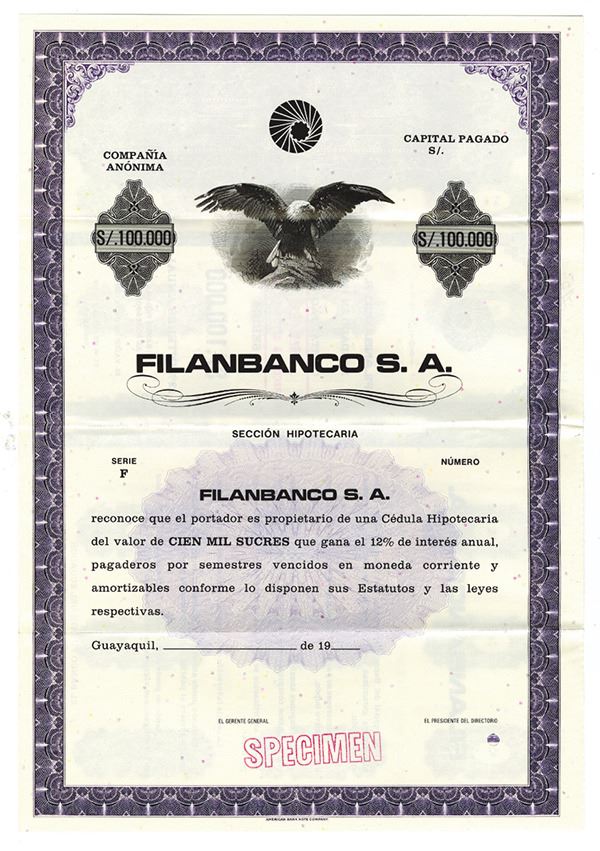 COMPAÑIA
ANÓNIMA
CAPITAL PAGADO
S/.
S/.100.000
S/.100.000
FILANBANCO S. A.
SECCIÓN HIPOTECARIA
SERIE
F
NÚMERO
FILANBANCO S. A.
reconoce que el portador es propietario de una Cédula Hipotecaria
del valor de CIEN MIL SUCRES que gana el 12% de interés anual,
pagaderos por semestres vencidos en moneda corriente y
amortizables conforme lo disponen sus Estatutos y las leyes
respectivas.
Guayaquil, de 19
EL GERENTE GENERAL
EL PRESIDENTE DEL DIRECTORIO
SPECIMEN
AMERICAN BANK NOTE COMPANY